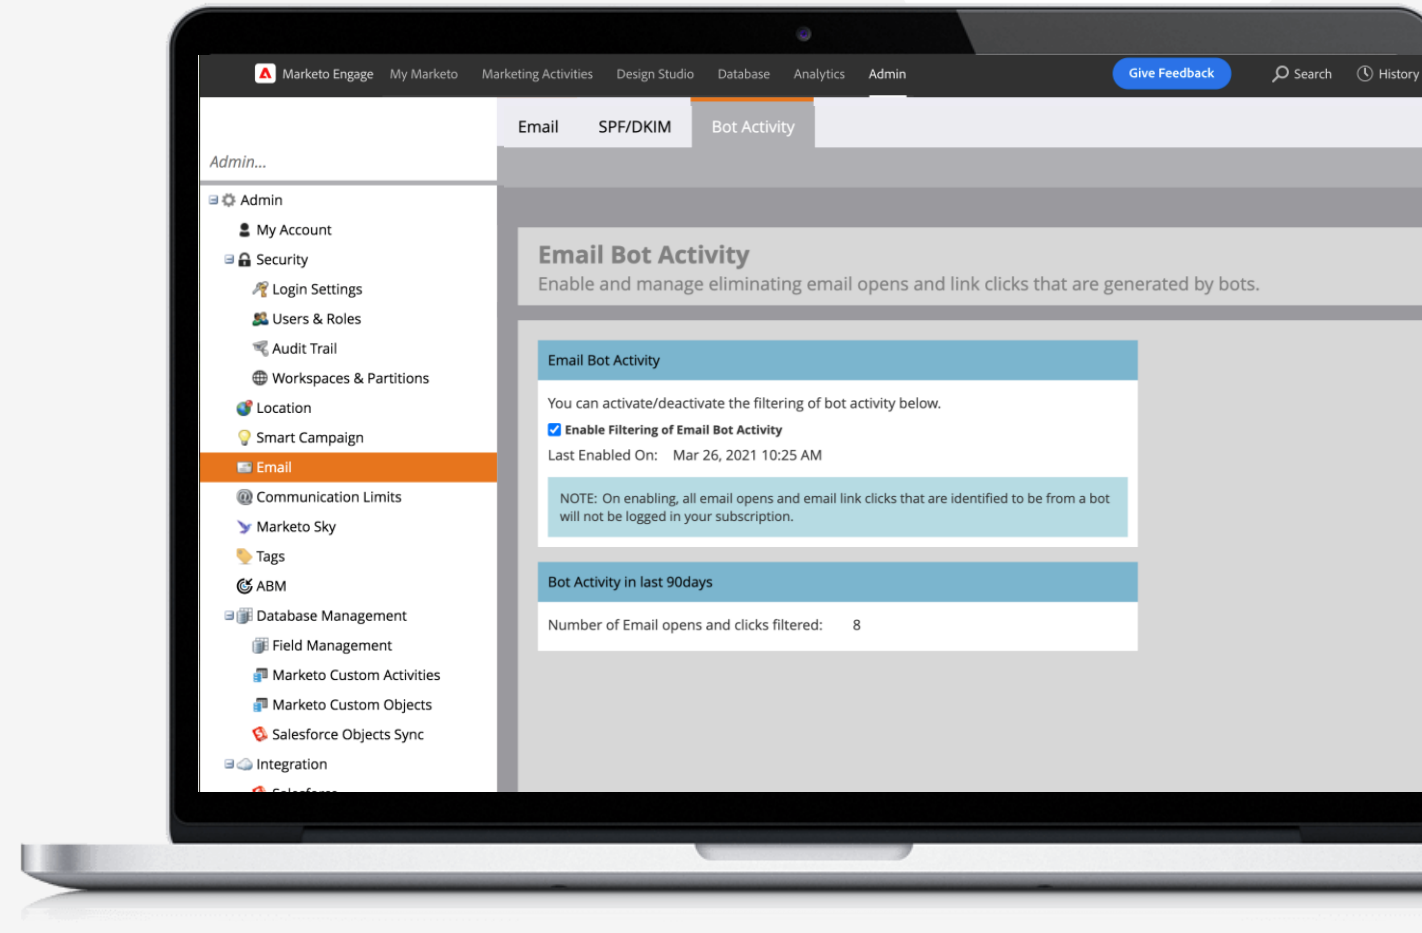 Marketo Engage My Marketo Marketing Activities Design Studio Database Analytics Admin Give Feedback Search History
Email SPF/DKIM Bot Activity
Admin...
Admin
My Account
Security
Login Settings
Users & Roles
Audit Trail
Workspaces & Partitions
Location
Smart Campaign
Email
Communication Limits
Marketo Sky
Tags
ABM
Database Management
Field Management
Marketo Custom Activities
Marketo Custom Objects
Salesforce Objects Sync
Integration
Salesforce
Email Bot Activity
Enable and manage eliminating email opens and link clicks that are generated by bots.
Email Bot Activity
You can activate/deactivate the filtering of bot activity below.
Enable Filtering of Email Bot Activity
Last Enabled On: Mar 26, 2021 10:25 AM
NOTE: On enabling, all email opens and email link clicks that are identified to be from a bot
will not be logged in your subscription.
Bot Activity in last 90days
Number of Email opens and clicks filtered: 8